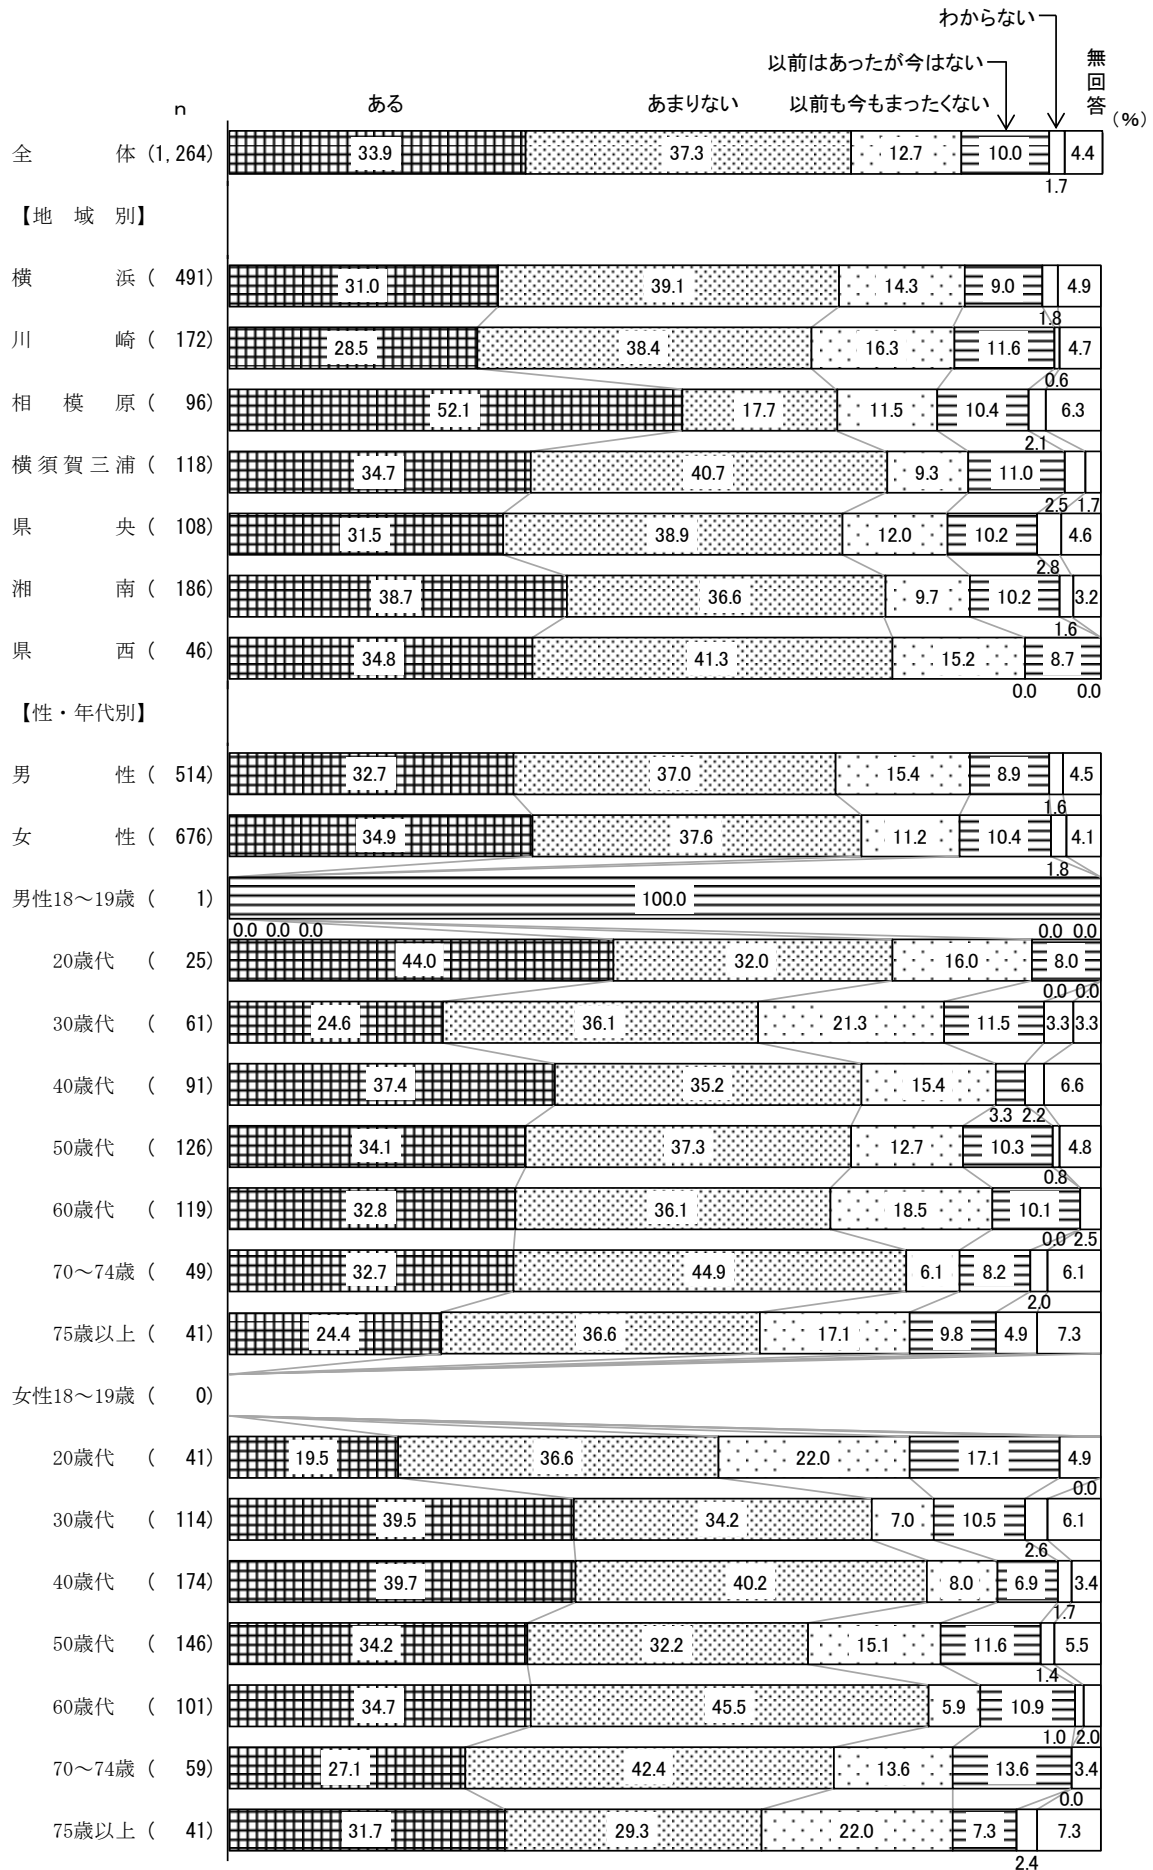 わからない
以前はあったが今はない
無回答
n ある あまりない 以前も今もまったくない (%)
全体 (1,264) 33.9 37.3 12.7 10.0 4.4
1.7
【地域別】
横浜 ( 491) 31.0 39.1 14.3 9.0 4.9
1.8
川崎 ( 172) 28.5 38.4 16.3 11.6 4.7
0.6
相模原 ( 96) 52.1 17.7 11.5 10.4 6.3
2.1
横須賀三浦 ( 118) 34.7 40.7 9.3 11.0
2.5 1.7
県央 ( 108) 31.5 38.9 12.0 10.2 4.6
2.8
湘南 ( 186) 38.7 36.6 9.7 10.2 3.2
1.6
県西 ( 46) 34.8 41.3 15.2 8.7
0.0 0.0
【性・年代別】
男性 ( 514) 32.7 37.0 15.4 8.9 4.5
1.6
女性 ( 676) 34.9 37.6 11.2 10.4 4.1
1.8
男性18～19歳 ( 1) 100.0
0.0 0.0 0.0 0.0 0.0
20歳代 ( 25) 44.0 32.0 16.0 8.0
0.0 0.0
30歳代 ( 61) 24.6 36.1 21.3 11.5 3.3 3.3
40歳代 ( 91) 37.4 35.2 15.4 6.6
3.3 2.2
50歳代 ( 126) 34.1 37.3 12.7 10.3 4.8
0.8
60歳代 ( 119) 32.8 36.1 18.5 10.1
0.0 2.5
70～74歳 ( 49) 32.7 44.9 6.1 8.2 6.1
2.0
75歳以上 ( 41) 24.4 36.6 17.1 9.8 4.9 7.3
女性18～19歳 ( 0)
20歳代 ( 41) 19.5 36.6 22.0 17.1 4.9
0.0
30歳代 ( 114) 39.5 34.2 7.0 10.5 6.1
2.6
40歳代 ( 174) 39.7 40.2 8.0 6.9 3.4
1.7
50歳代 ( 146) 34.2 32.2 15.1 11.6 5.5
1.4
60歳代 ( 101) 34.7 45.5 5.9 10.9
1.0 2.0
70～74歳 ( 59) 27.1 42.4 13.6 13.6 3.4
0.0
75歳以上 ( 41) 31.7 29.3 22.0 7.3 7.3
2.4